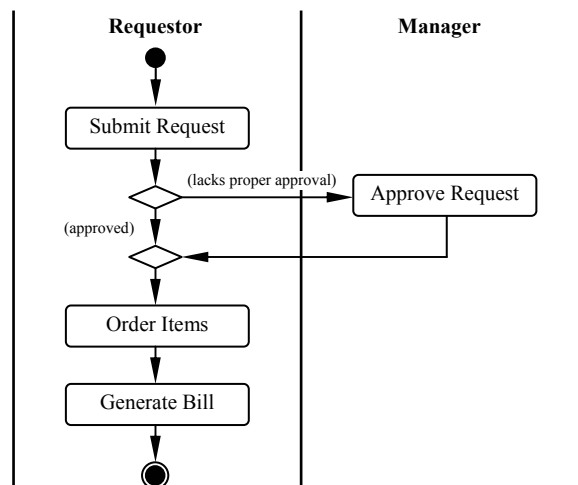 Requestor
Manager
Submit Request
(lacks proper approval)
Approve Request
(approved)
Order Items
Generate Bill